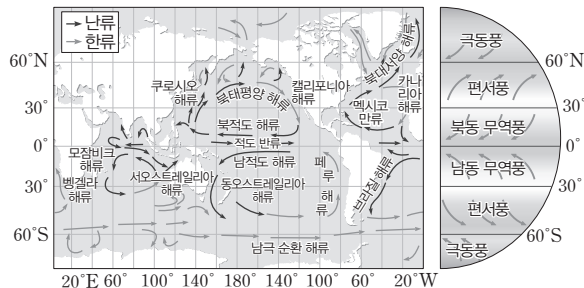 난류
한류
60°N
30°
0°
30°
60°S
쿠로시오
해류
북태평양 해류
캘리포니아
해류
북대서양 해류
카나
리아
해류
멕시코
만류
북적도 해류
적도 반류
남적도 해류
모잠비크
해류
벵겔라
해류
서오스트레일리아
해류
동오스트레일리아
해류
페루
해류
브라질 해류
남극 순환 해류
20°E 60° 100° 140° 180° 140° 100° 60° 20°W
극동풍
60°N
편서풍
30°
북동 무역풍
0°
남동 무역풍
30°
편서풍
60°S
극동풍